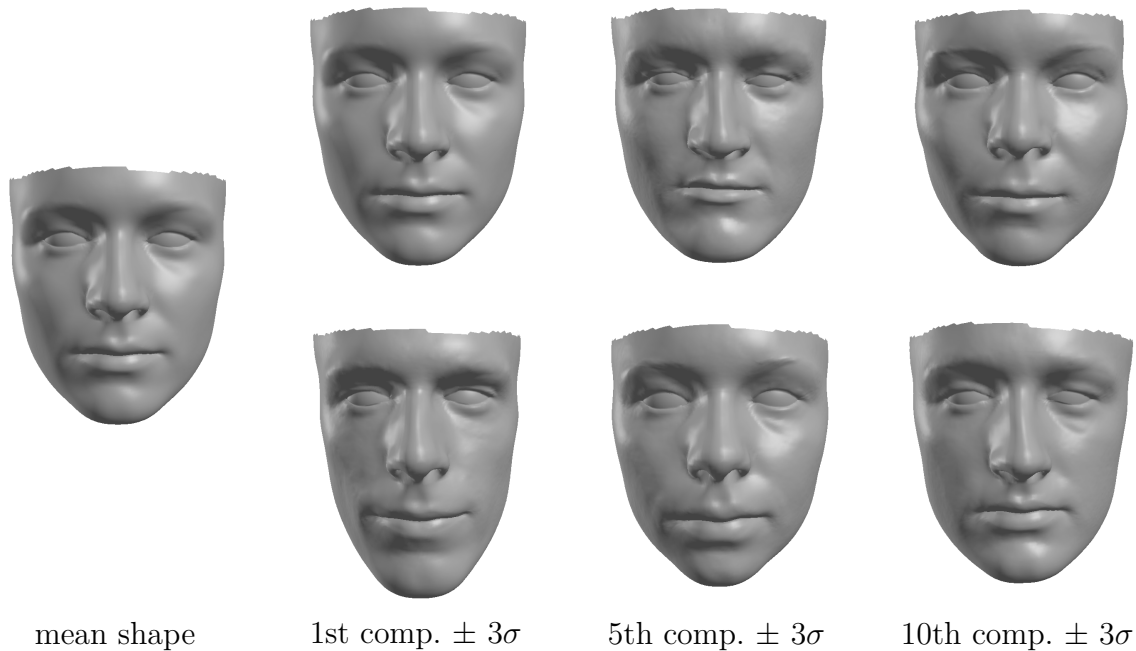 mean shape
1st comp. ± 3σ
5th comp. ± 3σ
10th comp. ± 3σ